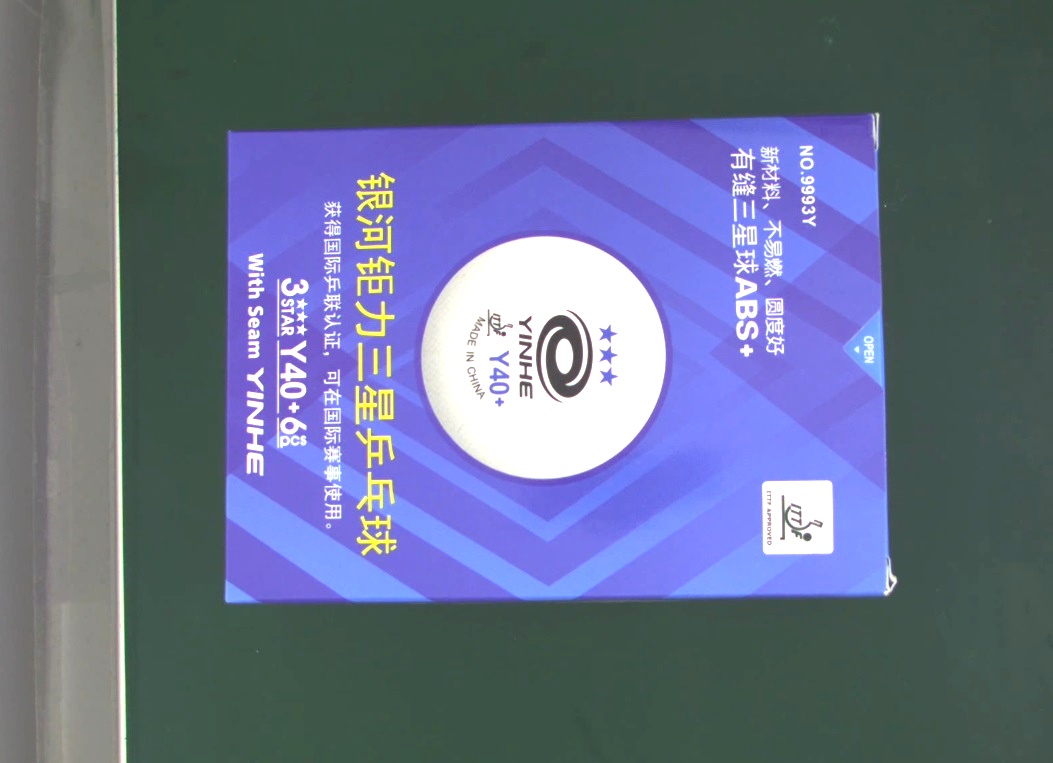 NO.9993Y
OPEN
新材料、不易燃、圆度好
有缝三星球ABS+
ITTF
ITTF APPROVED
YINHE
Y40+
ITTF
MADE IN CHINA
银河钜力三星乒乓球
获得国际乒联认证，可在国际赛事使用。
3 STAR Y40+ 6PCS
With Seam YINHE